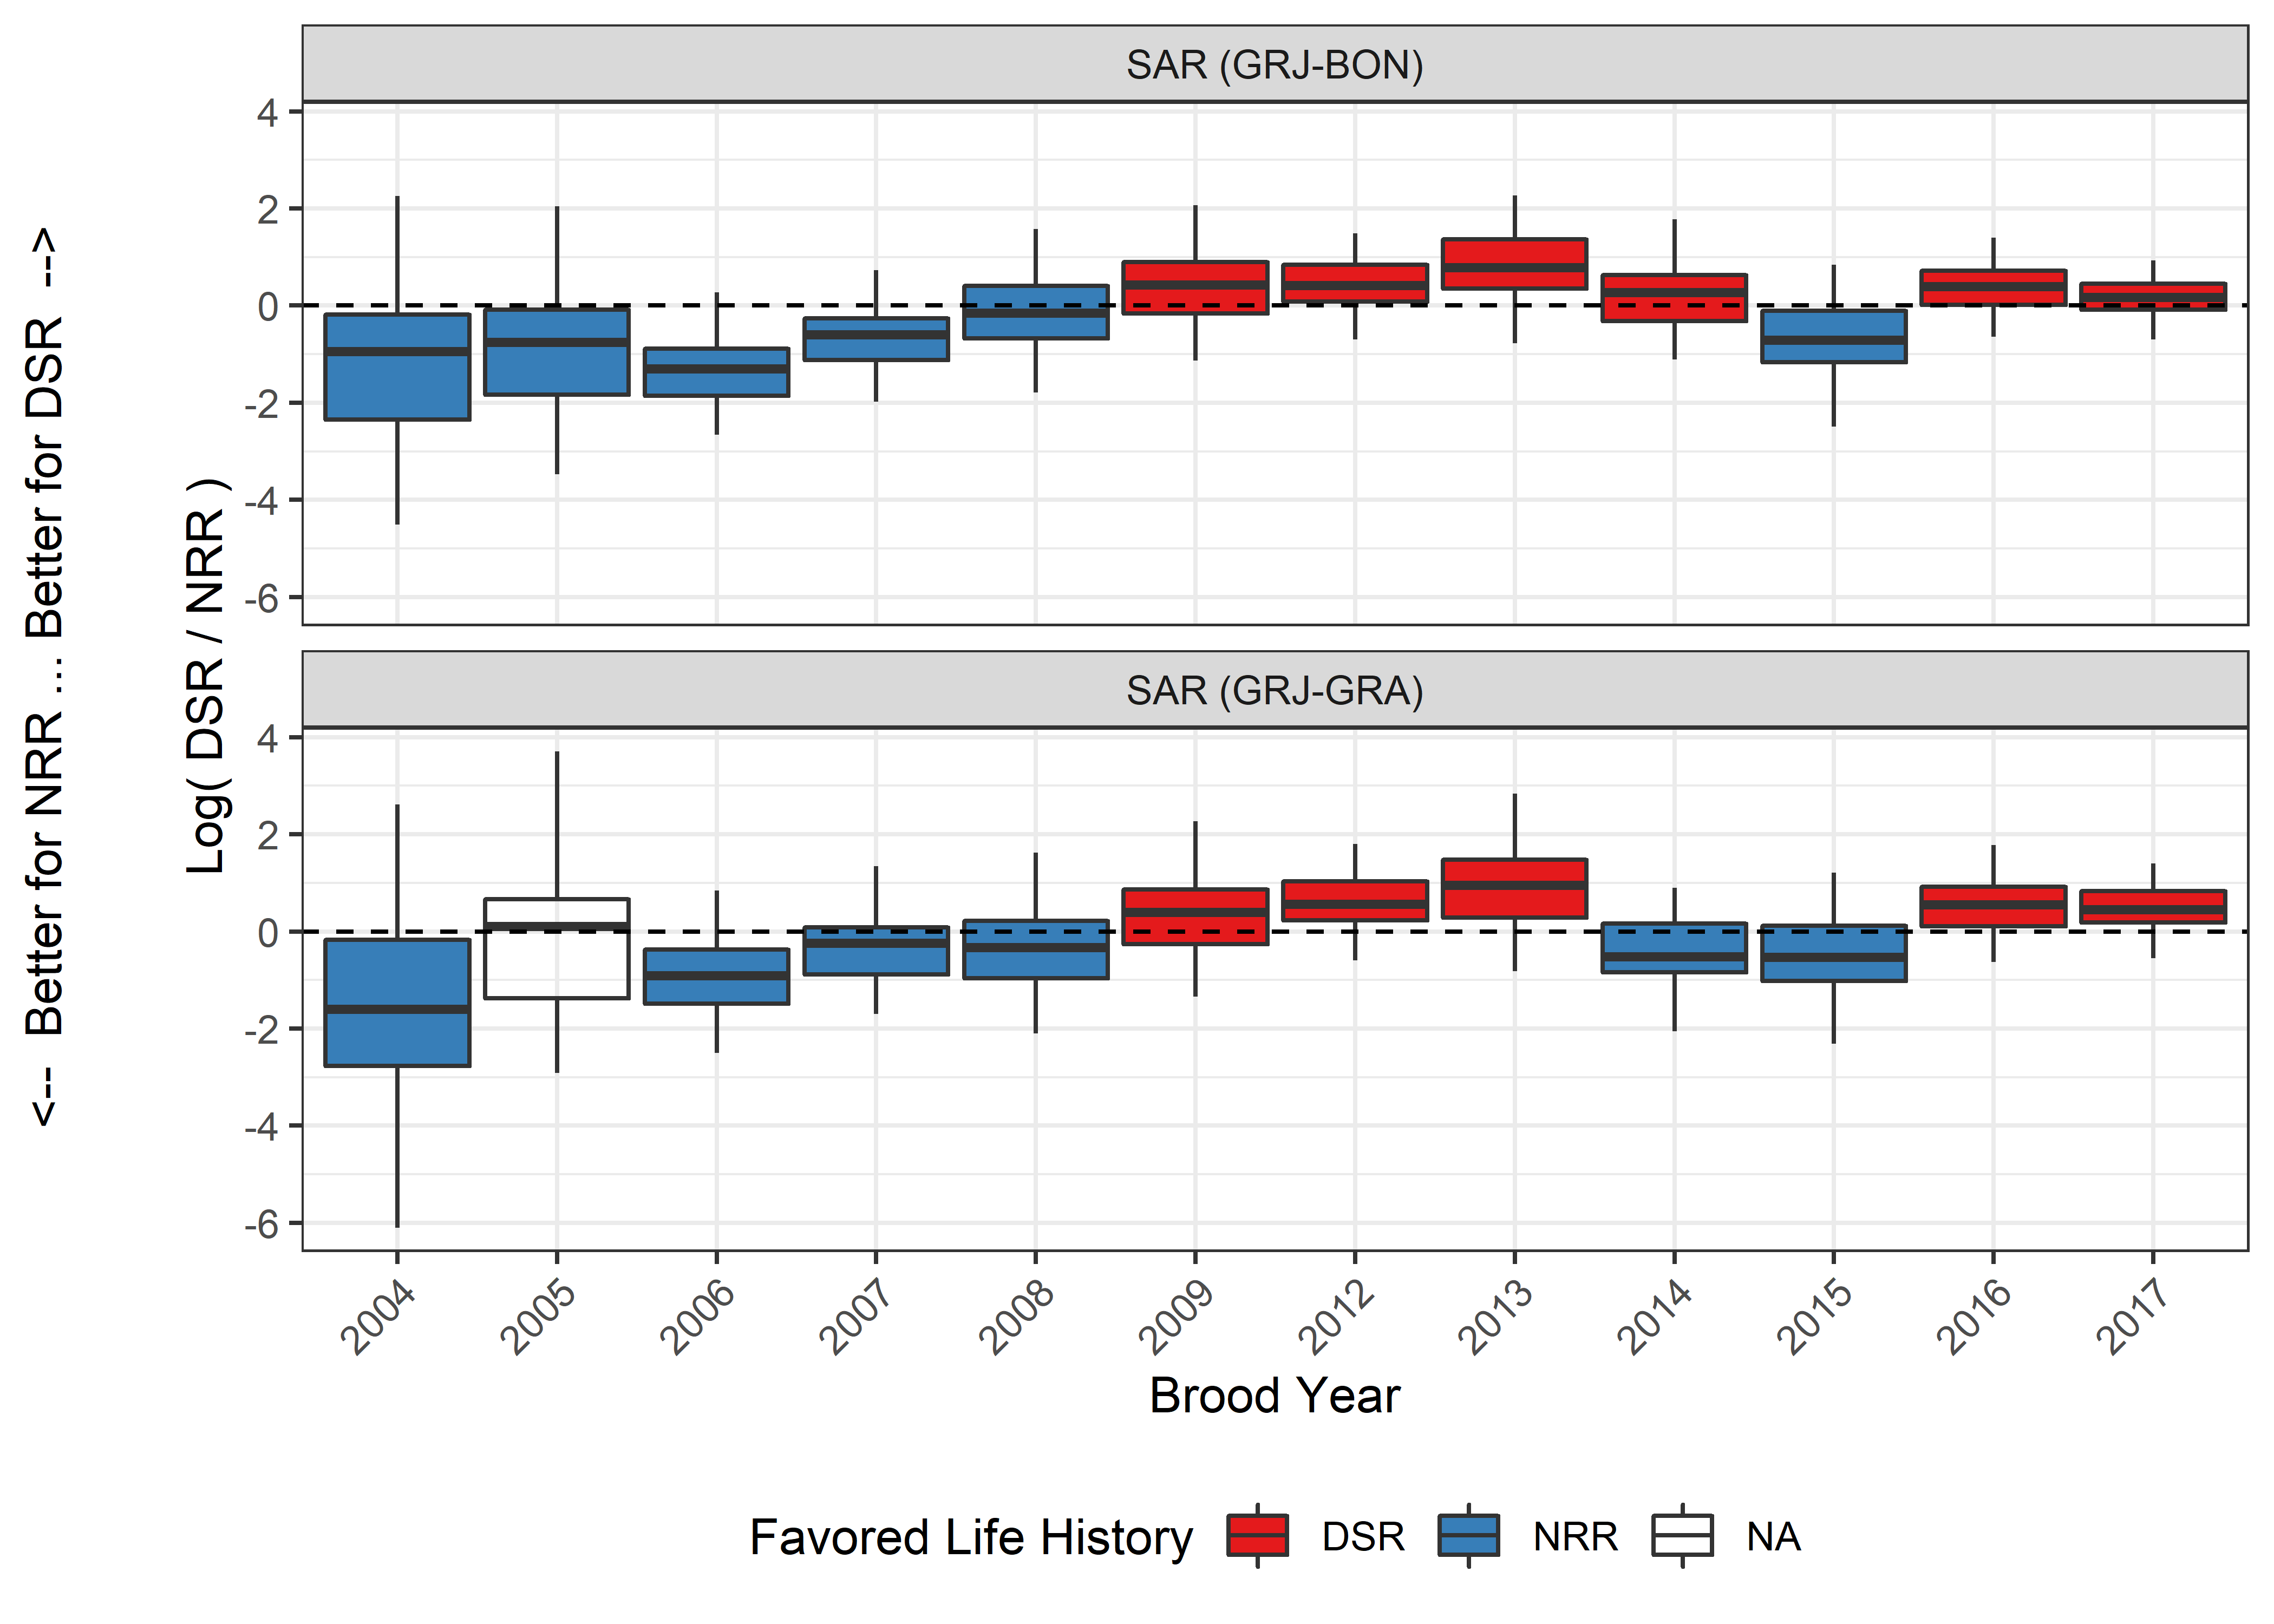 SAR (GRJ-BON)
4
2
0
-2
-4
-6
SAR (GRJ-GRA)
4
2
0
-2
-4
-6
<-- Better for NRR ... Better for DSR -->
Log( DSR / NRR )
2004 2005 2006 2007 2008 2009 2012 2013 2014 2015 2016 2017
Brood Year
Favored Life History DSR NRR NA